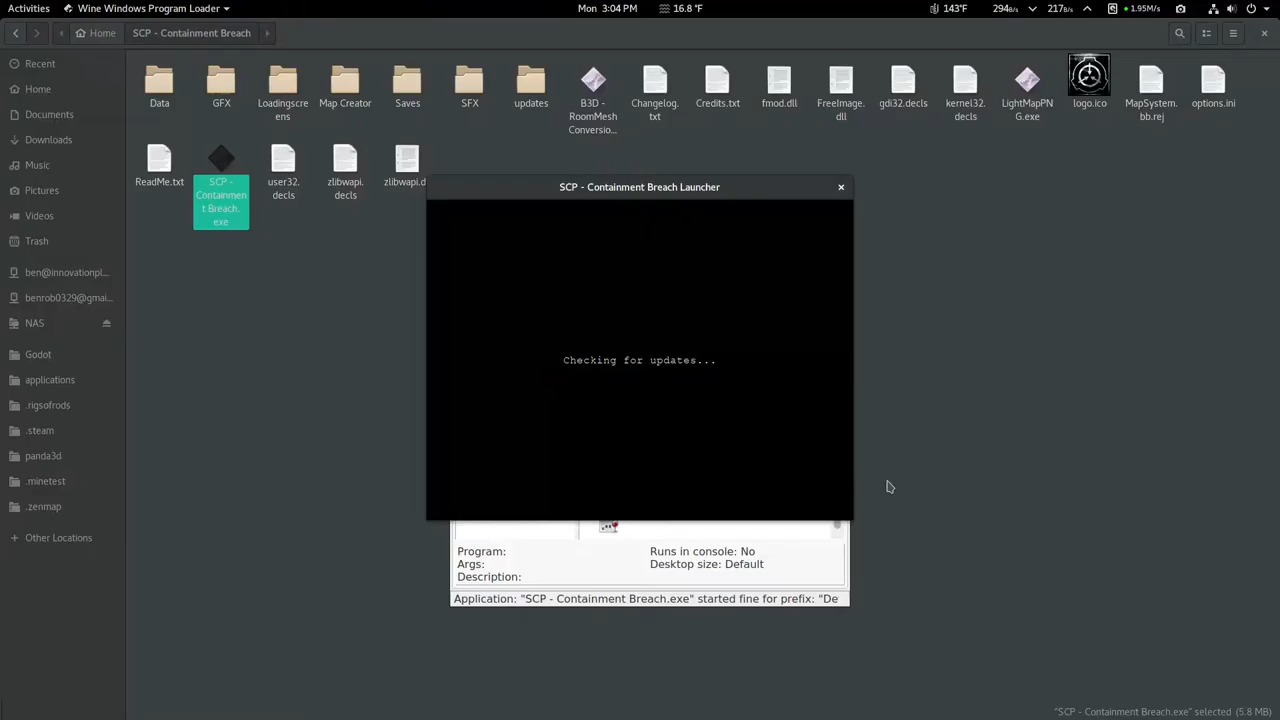 Activities Wine Windows Program Loader Mon 3:04 PM 16.8 °F 143°F 294B/s 217B/s 1.95M/s
Home SCP - Containment Breach
Recent
Home
Documents
Downloads
Music
Pictures
Videos
Trash
ben@innovationpl...
benrob0329@gmai...
NAS
Godot
applications
.rigsofrods
.steam
panda3d
.minetest
.zenmap
Other Locations
Data
GFX
Loadingscre
ens
Map Creator
Saves
SFX
updates
B3D -
RoomMesh
Conversio...
Changelog.
txt
Credits.txt
fmod.dll
FreeImage.
dll
gdi32.decls
kernel32.
decls
LightMapPN
G.exe
logo.ico
MapSystem.
bb.rej
options.ini
ReadMe.txt
SCP -
Containmen
t Breach.
exe
user32.
decls
zlibwapi.
decls
zlibwapi.d
SCP - Containment Breach Launcher
Checking for updates...
Program:
Args:
Description:
Runs in console: No
Desktop size: Default
Application: "SCP - Containment Breach.exe" started fine for prefix: "De
"SCP - Containment Breach.exe" selected (5.8 MB)